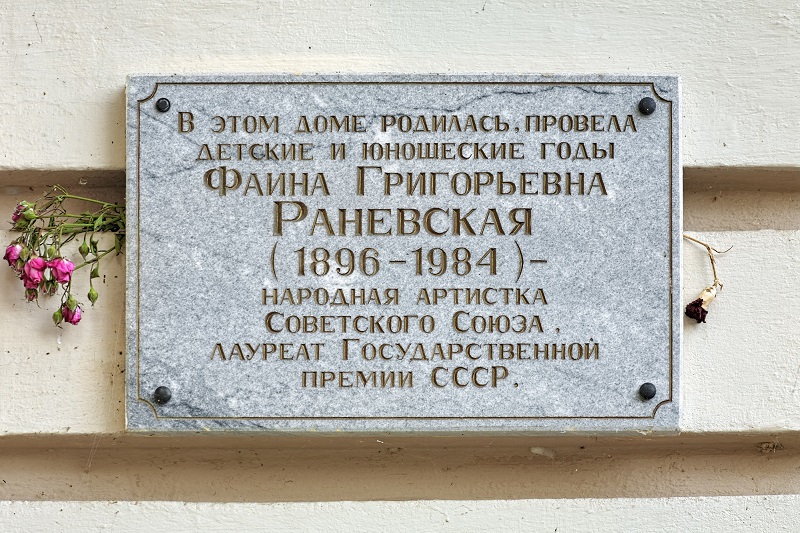 В этом доме родилась, провела
детские и юношеские годы
Фаина Григорьевна
Раневская
(1896-1984)-
народная артистка
Советского Союза,
лауреат Государственной
премии СССР.